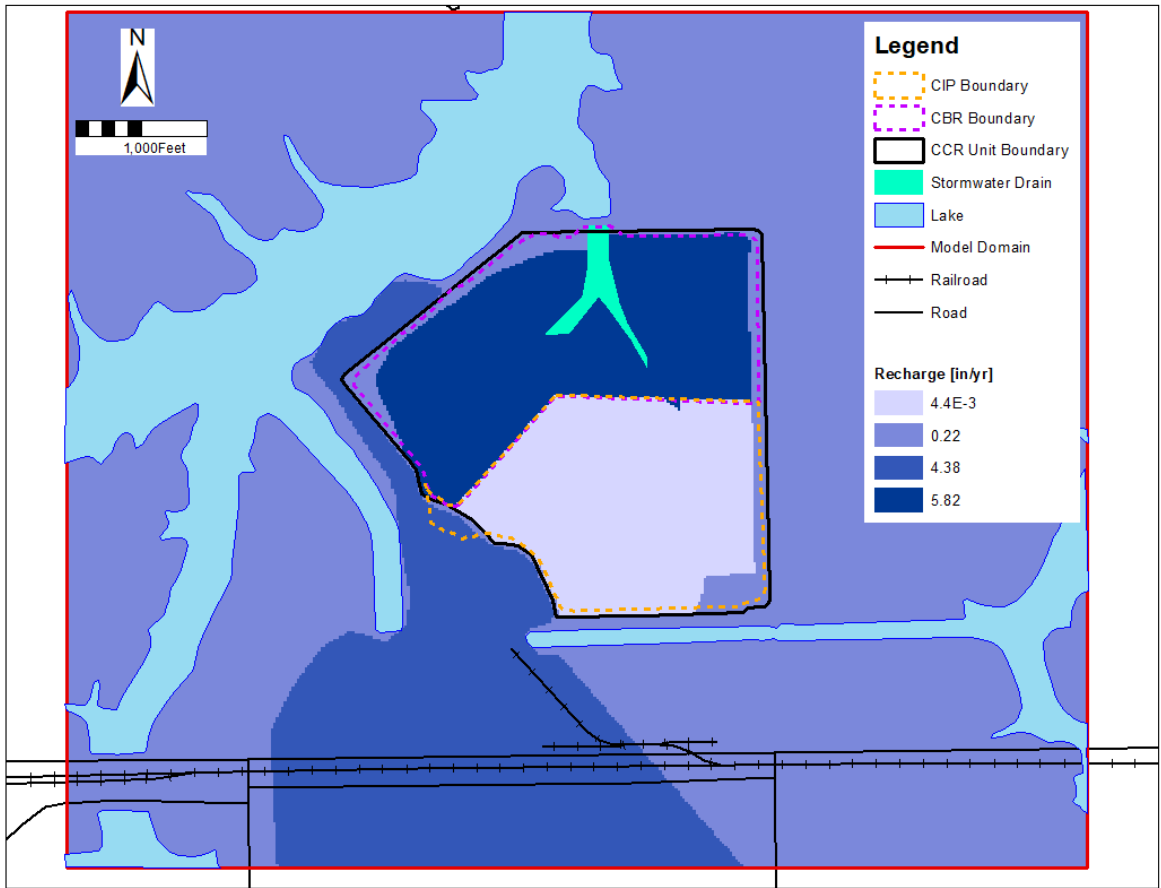 N
1,000Feet
Legend
CIP Boundary
CBR Boundary
CCR Unit Boundary
Stormwater Drain
Lake
Model Domain
Railroad
Road
Recharge [in/yr]
4.4E-3
0.22
4.38
5.82